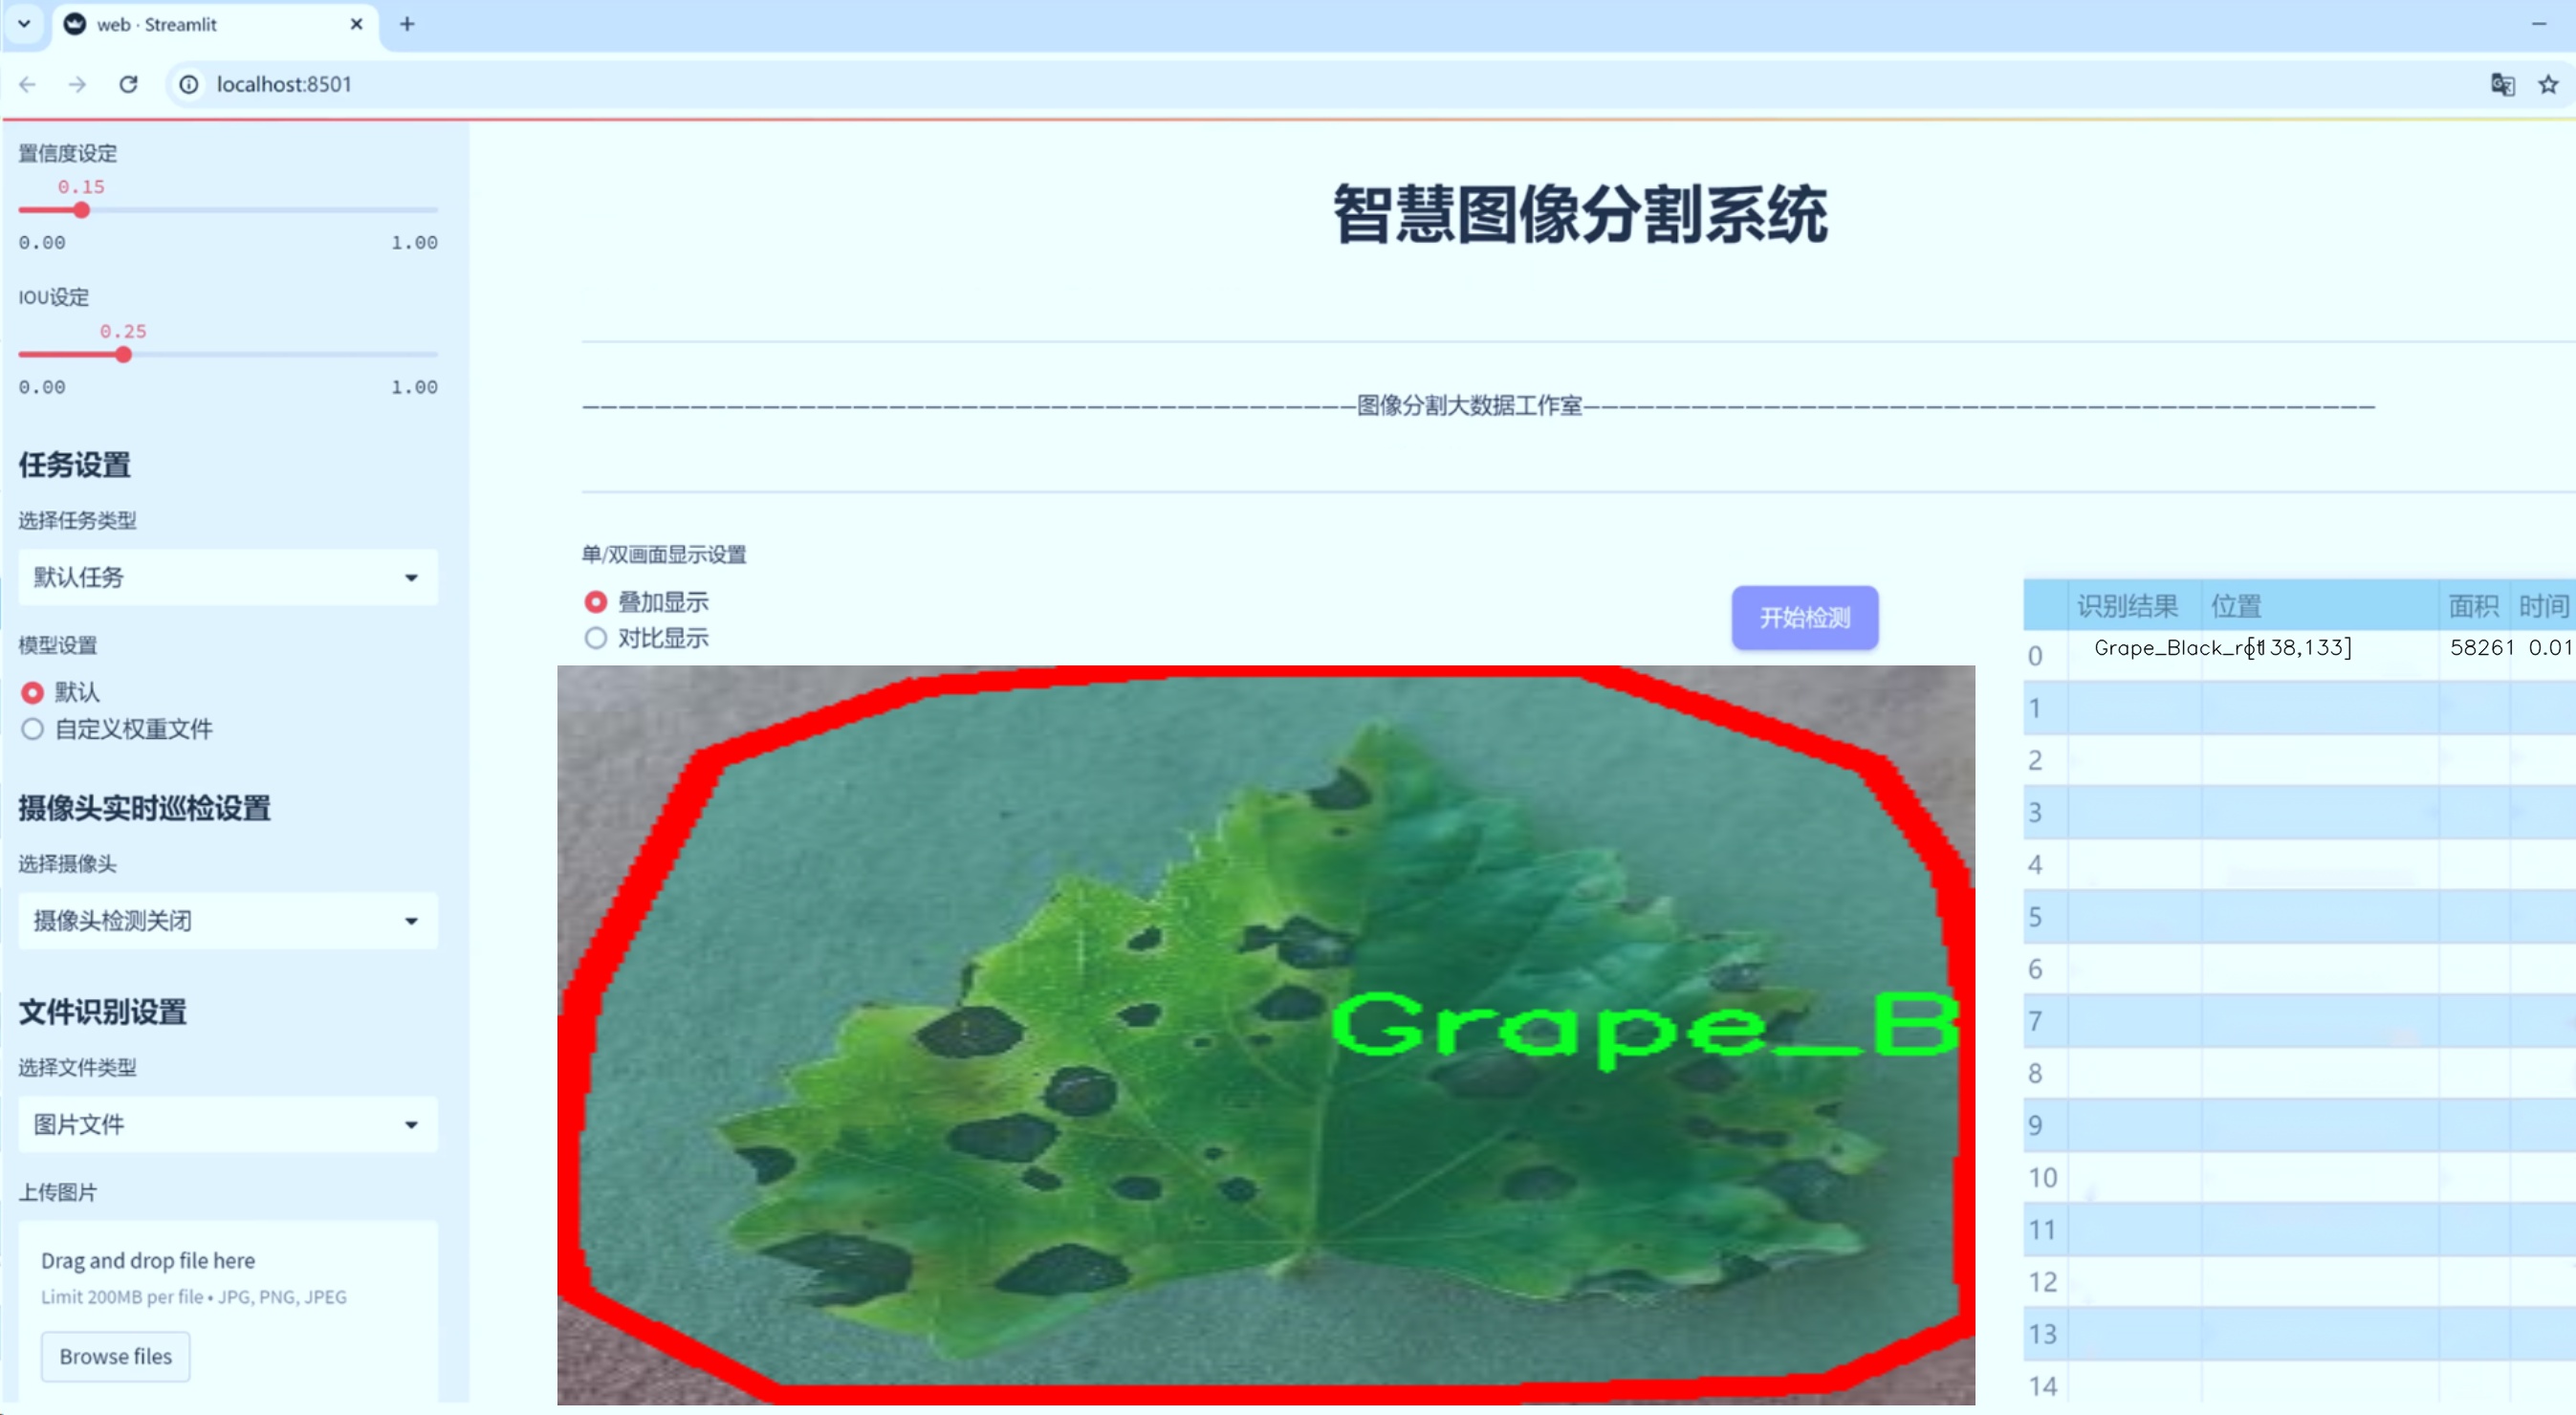 web · Streamlit
localhost:8501
置信度设定
0.15
0.00 1.00
IOU设定
0.25
0.00 1.00
任务设置
选择任务类型
默认任务
模型设置
默认
自定义权重文件
摄像头实时巡检设置
选择摄像头
摄像头检测关闭
文件识别设置
选择文件类型
图片文件
上传图片
Drag and drop file here
Limit 200MB per file • JPG, PNG, JPEG
Browse files
智慧图像分割系统
图像分割大数据工作室
单/双画面显示设置
叠加显示
对比显示
开始检测
Grape_B
识别结果 位置 面积 时间
0 58261 0.01
1
2
3
4
5
6
7
8
9
10
11
12
13
14